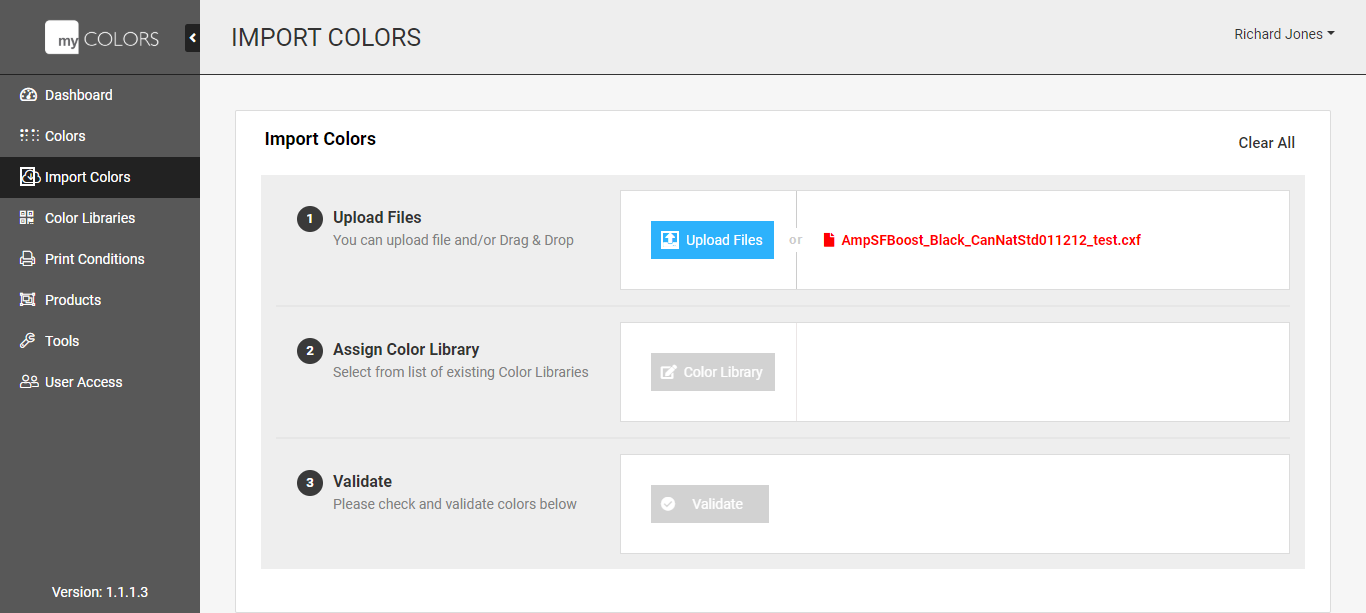 my COLORS
IMPORT COLORS
Richard Jones
Dashboard
Colors
Import Colors
Color Libraries
Print Conditions
Products
Tools
User Access
Version: 1.1.1.3
Import Colors
Clear All
1 Upload Files
You can upload file and/or Drag & Drop
Upload Files or AmpSFBoost_Black_CanNatStd011212_test.cxf
2 Assign Color Library
Select from list of existing Color Libraries
Color Library
3 Validate
Please check and validate colors below
Validate